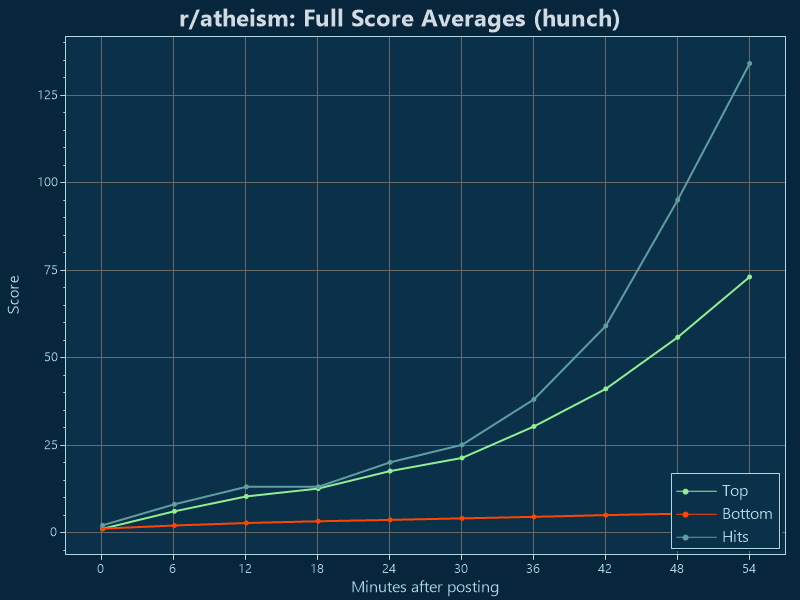 r/atheism: Full Score Averages (hunch)
125
100
75
50
25
0
Score
0 6 12 18 24 30 36 42 48 54
Minutes after posting
Top
Bottom
Hits